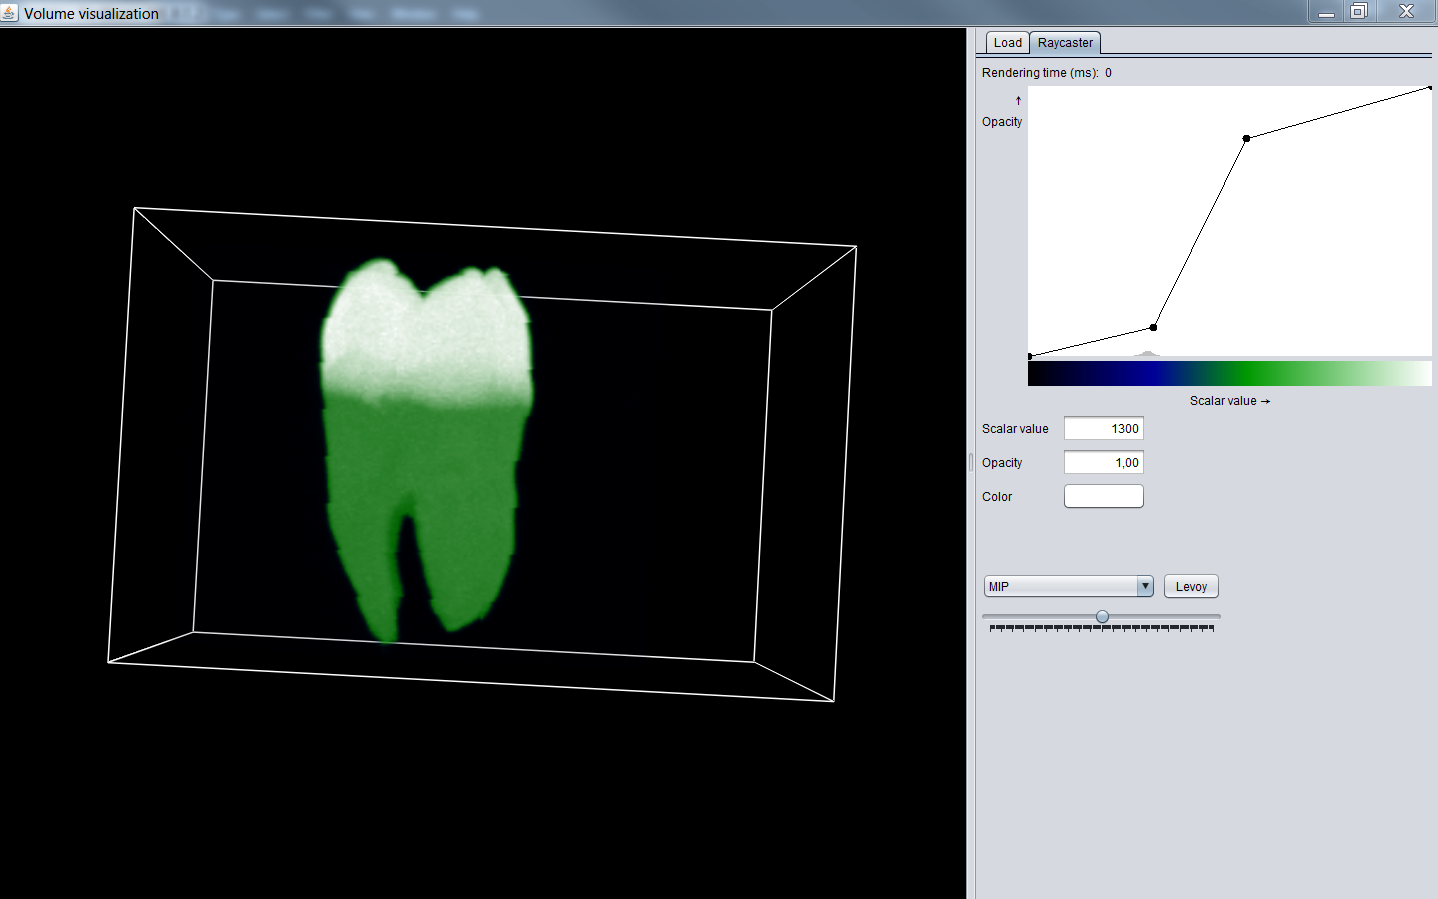 Volume visualization
Load
Raycaster
Rendering time (ms): 0
↑
Opacity
Scalar value →
Scalar value 1300
Opacity 1,00
Color
MIP
Levoy